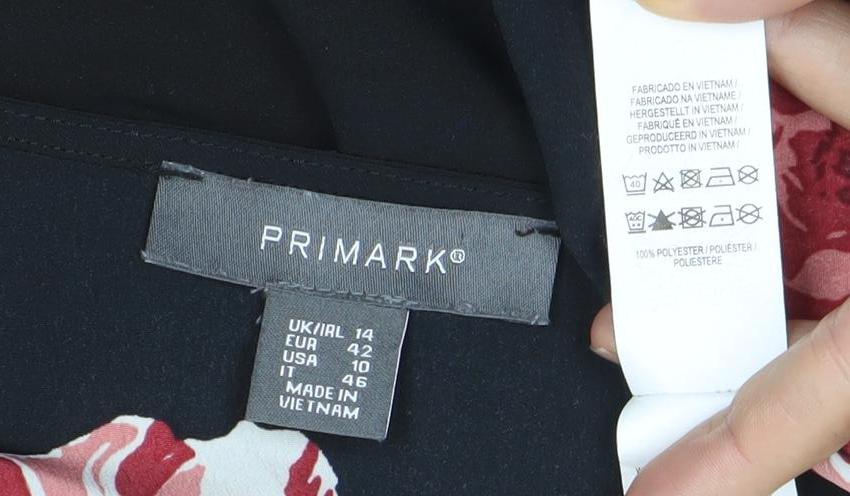 PRIMARK®
UK/IRL 14
EUR 42
USA 10
IT 46
MADE IN
VIETNAM
FABRICADO EN VIETNAM /
FABRICADO NA VIETNAME /
HERGESTELLT IN VIETNAM /
FABRIQUÉ EN VIETNAM /
GEPRODUCEERD IN VIETNAM /
PRODOTTO IN VIETNAM /
40
100% POLYESTER / POLIÉSTER /
POLIESTERE